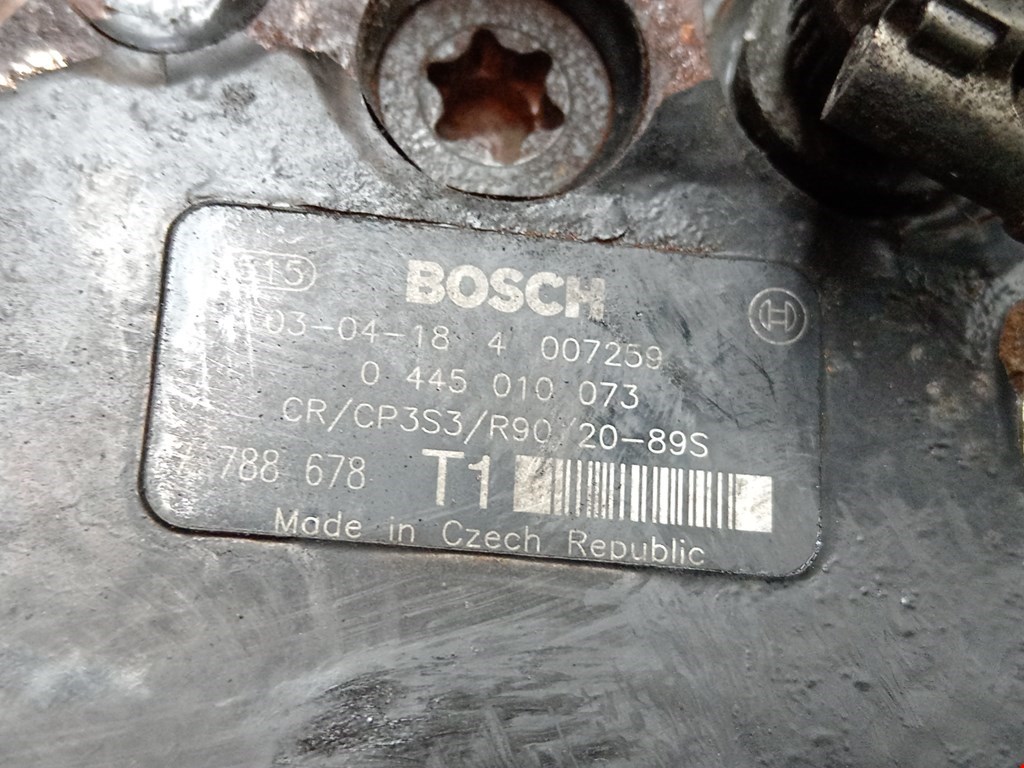 515
BOSCH
03-04-18 4 007259
0 445 010 073
CR/CP3S3/R90/20-89S
788 678 T1
Made in Czech Republic